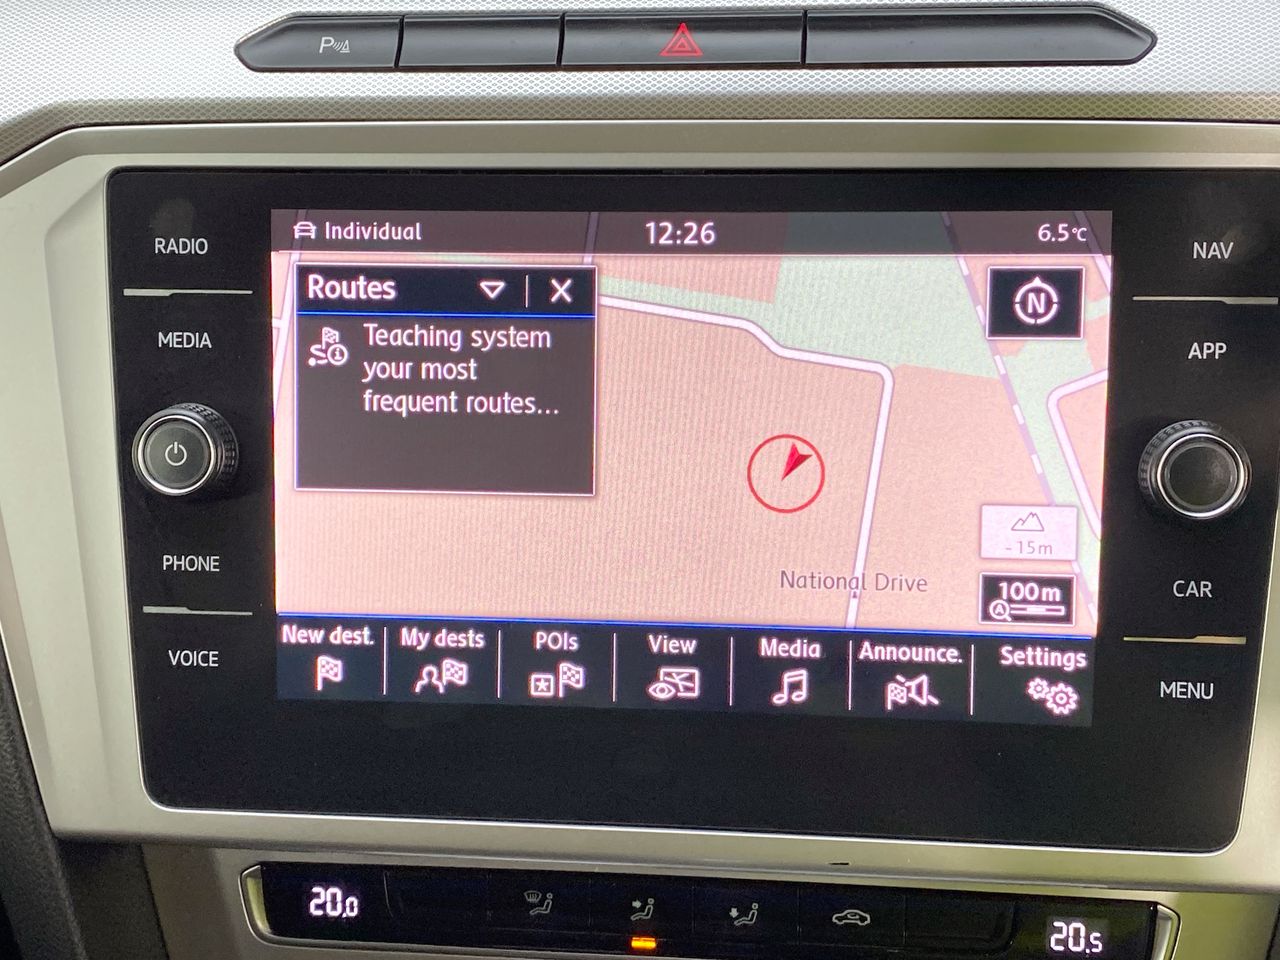 P
RADIO
MEDIA
PHONE
VOICE
Individual
12:26
6.5°C
Routes
X
Teaching system
your most
frequent routes...
N
-15m
National Drive
100m
A
New dest.
My dests
POIs
View
Media
Announce.
Settings
NAV
APP
CAR
MENU
20.0
20.5